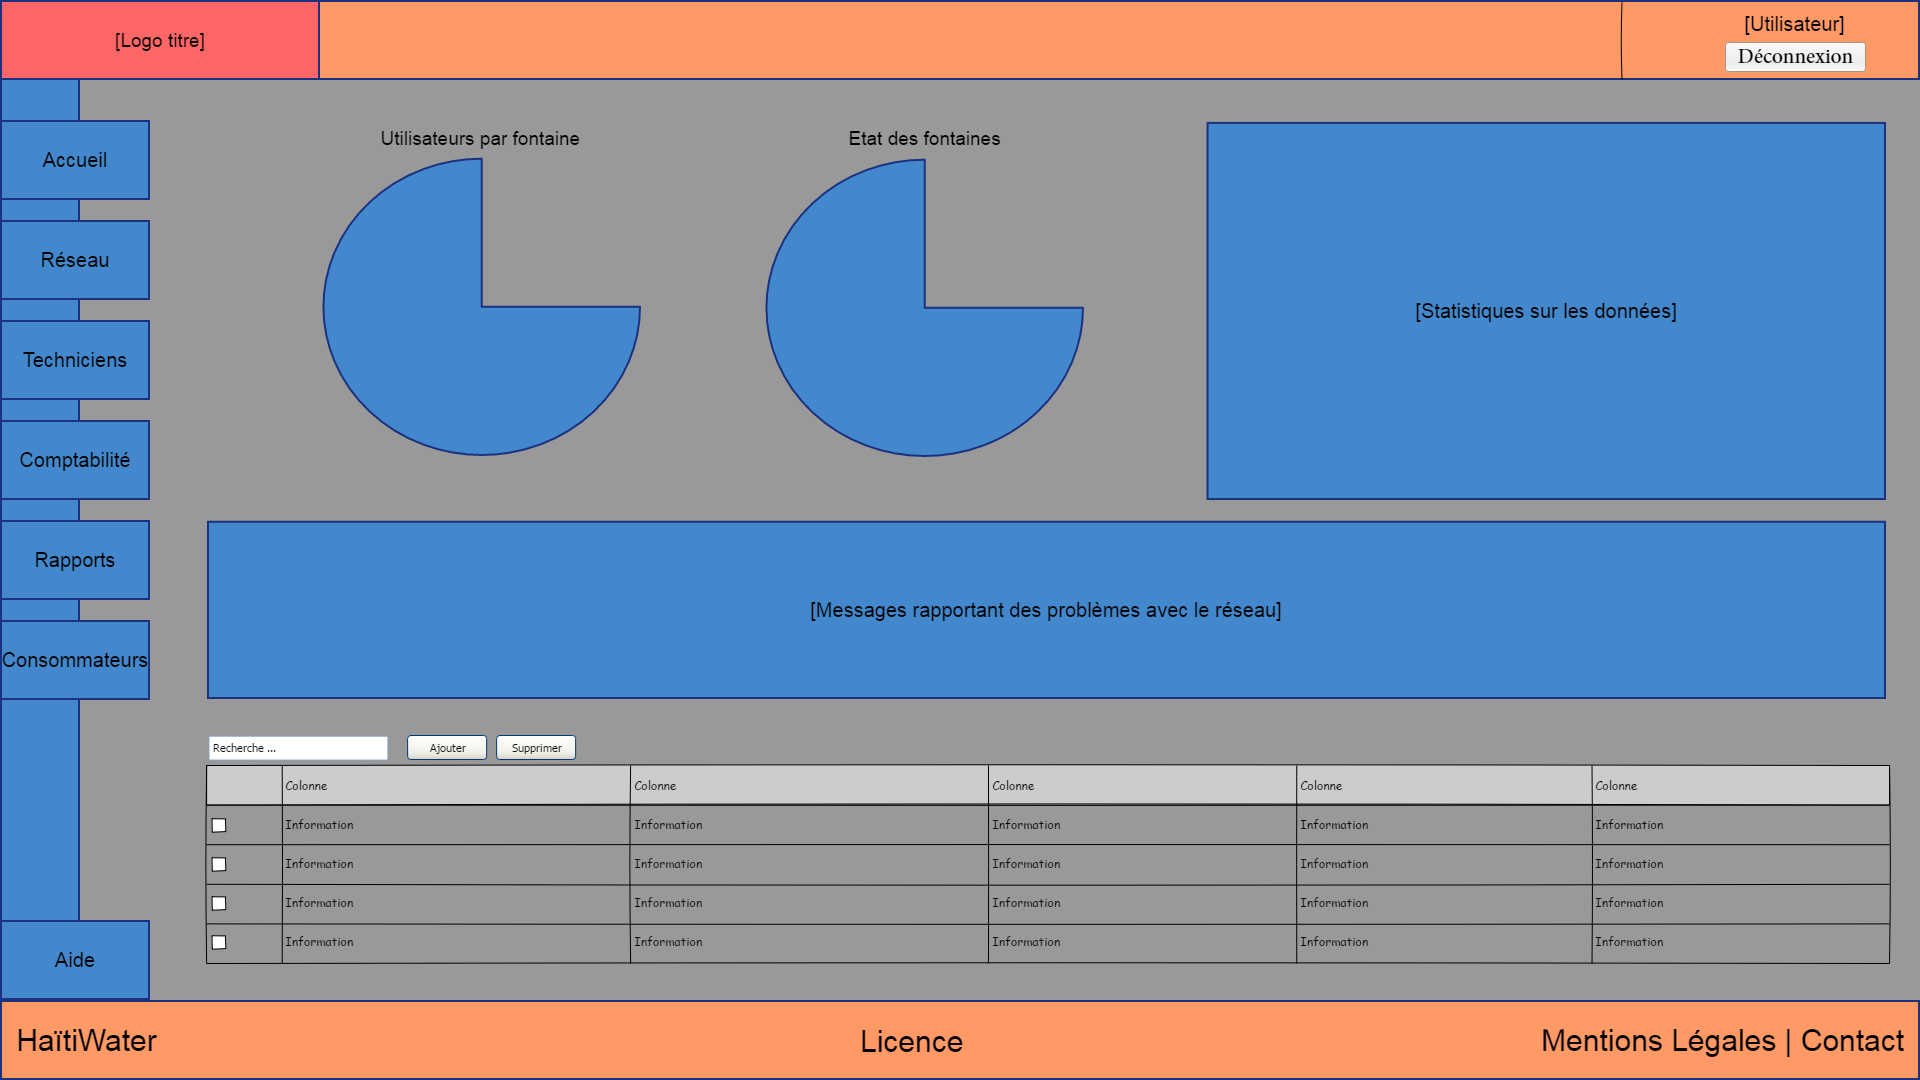 [Logo titre]
[Utilisateur]
Déconnexion
Accueil
Réseau
Techniciens
Comptabilité
Rapports
Consommateurs
Aide
Utilisateurs par fontaine
Etat des fontaines
[Statistiques sur les données]
[Messages rapportant des problèmes avec le réseau]
Recherche ...
Ajouter
Supprimer
Colonne Colonne Colonne Colonne Colonne
Information Information Information Information Information
Information Information Information Information Information
Information Information Information Information Information
Information Information Information Information Information
HaïtiWater
Licence
Mentions Légales | Contact